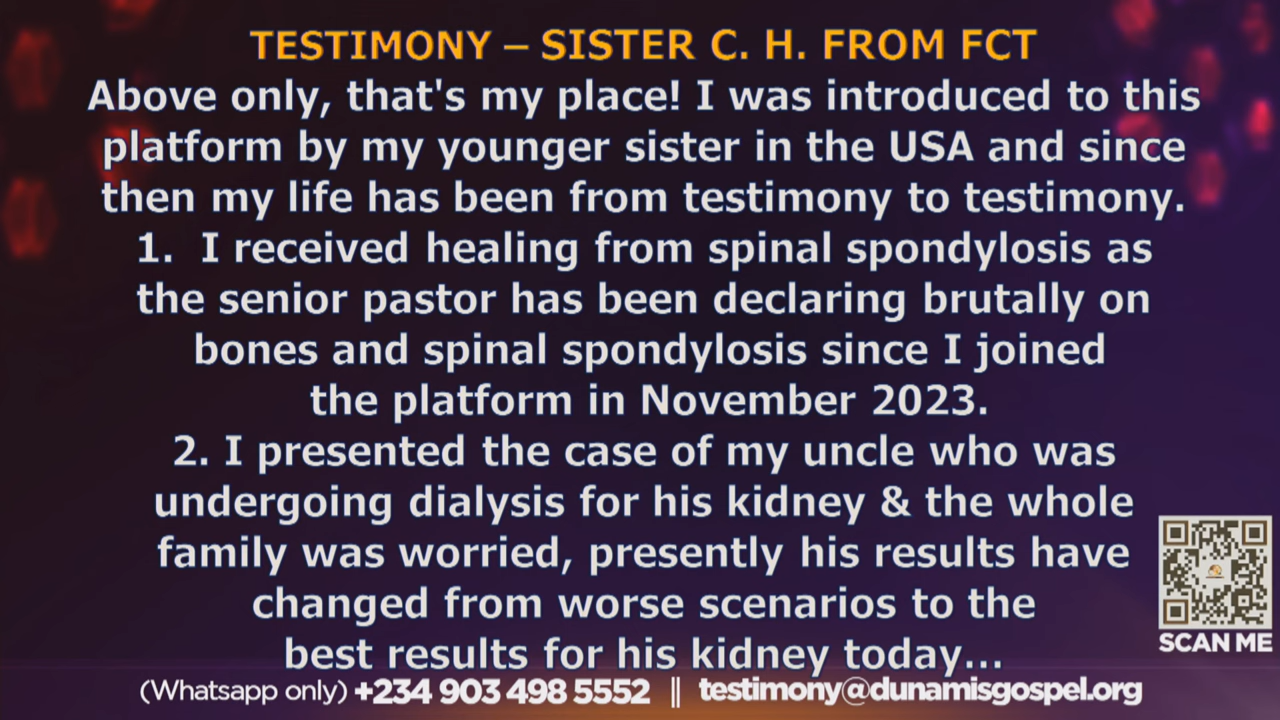 TESTIMONY – SISTER C. H. FROM FCT
Above only, that's my place! I was introduced to this
platform by my younger sister in the USA and since
then my life has been from testimony to testimony.
1. I received healing from spinal spondylosis as
the senior pastor has been declaring brutally on
bones and spinal spondylosis since I joined
the platform in November 2023.
2. I presented the case of my uncle who was
undergoing dialysis for his kidney & the whole
family was worried, presently his results have
changed from worse scenarios to the
best results for his kidney today...
SCAN ME
(Whatsapp only) +234 903 498 5552 || testimony@dunamisgospel.org